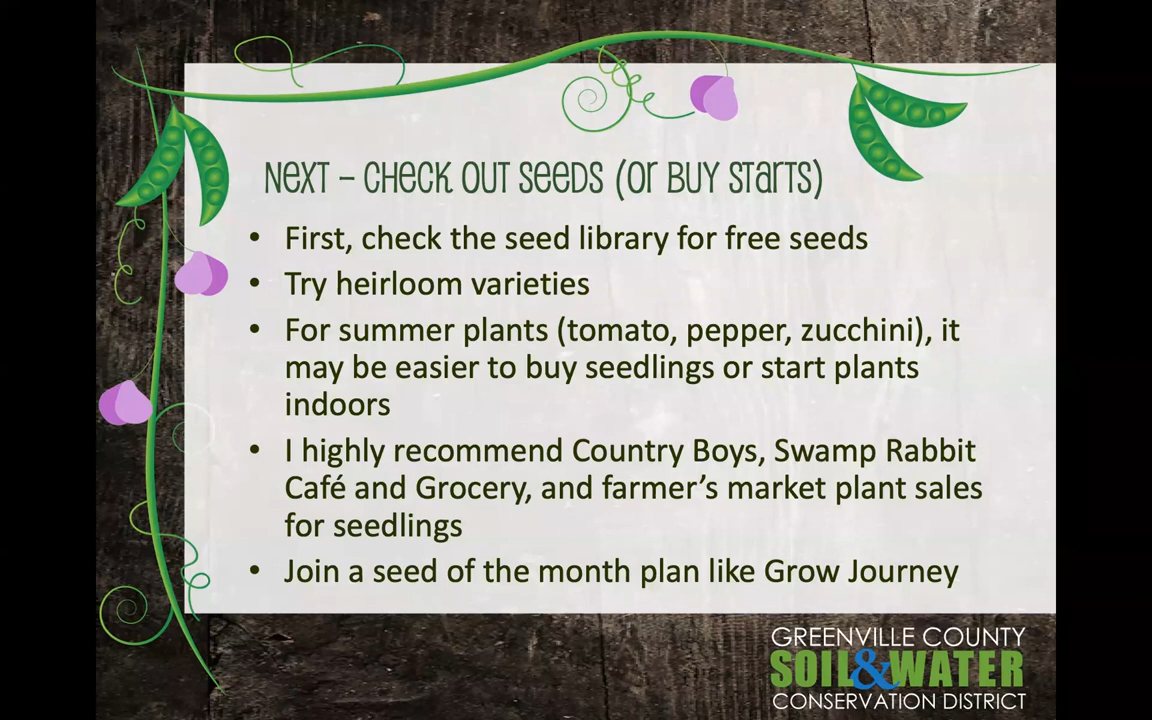 Next – Check out seeds (or buy starts)
• First, check the seed library for free seeds
• Try heirloom varieties
• For summer plants (tomato, pepper, zucchini), it
may be easier to buy seedlings or start plants
indoors
• I highly recommend Country Boys, Swamp Rabbit
Café and Grocery, and farmer’s market plant sales
for seedlings
• Join a seed of the month plan like Grow Journey
GREENVILLE COUNTY
SOIL&WATER
CONSERVATION DISTRICT